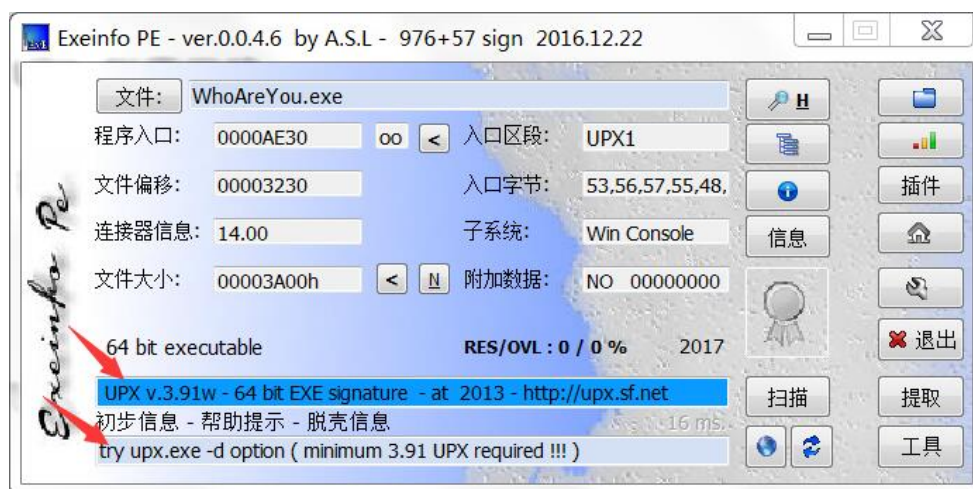 Exeinfo PE - ver.0.0.4.6 by A.S.L - 976+57 sign 2016.12.22
文件: WhoAreYou.exe H
程序入口: 0000AE30 oo < 入口区段: UPX1
文件偏移: 00003230 入口字节: 53,56,57,55,48, 插件
连接器信息: 14.00 子系统: Win Console 信息
文件大小: 00003A00h < N 附加数据: NO 00000000
64 bit executable RES/OVL : 0 / 0 % 2017 退出
UPX v.3.91w - 64 bit EXE signature - at 2013 - http://upx.sf.net 扫描 提取
初步信息 - 帮助提示 - 脱壳信息 16 ms.
try upx.exe -d option ( minimum 3.91 UPX required !!! ) 工具
Exeinfo Pe